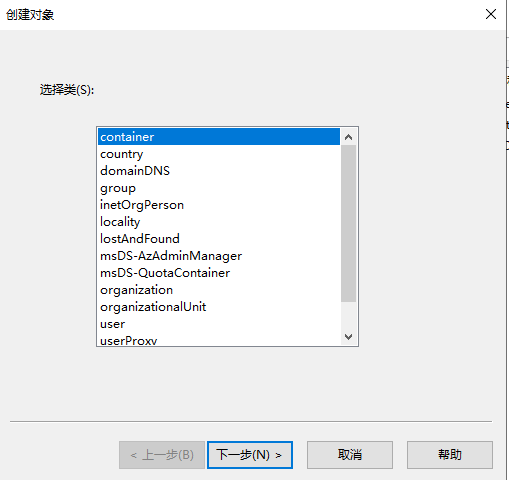 创建对象
选择类(S):
container
country
domainDNS
group
inetOrgPerson
locality
lostAndFound
msDS-AzAdminManager
msDS-QuotaContainer
organization
organizationalUnit
user
userProxy
< 上一步(B)
下一步(N) >
取消
帮助